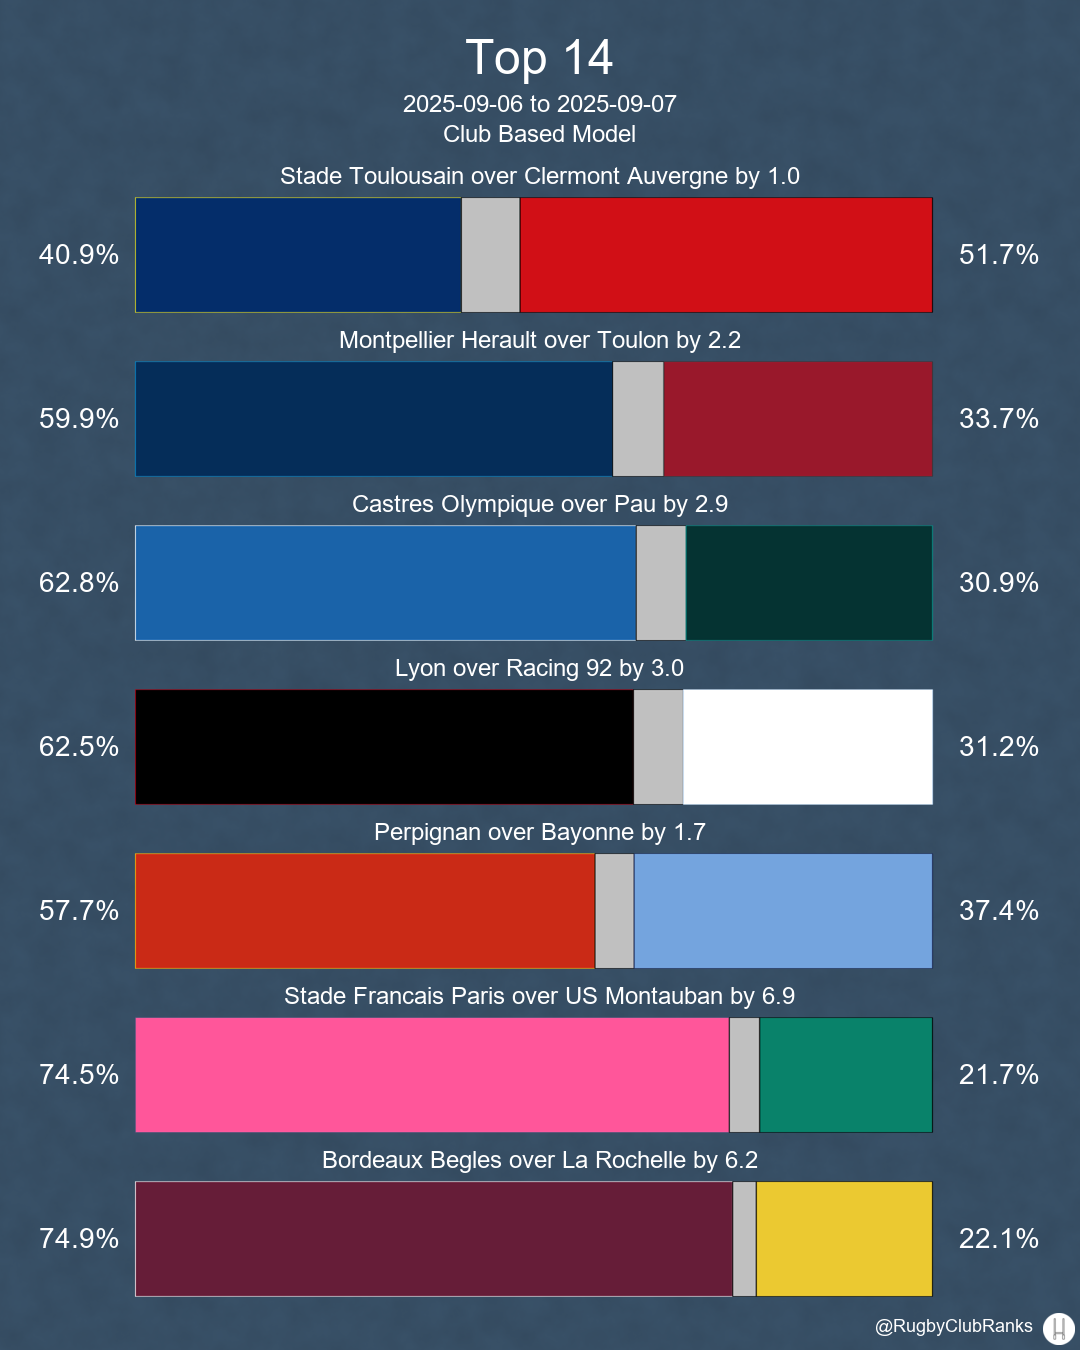 Top 14
2025-09-06 to 2025-09-07
Club Based Model
Stade Toulousain over Clermont Auvergne by 1.0
40.9% 51.7%
Montpellier Herault over Toulon by 2.2
59.9% 33.7%
Castres Olympique over Pau by 2.9
62.8% 30.9%
Lyon over Racing 92 by 3.0
62.5% 31.2%
Perpignan over Bayonne by 1.7
57.7% 37.4%
Stade Francais Paris over US Montauban by 6.9
74.5% 21.7%
Bordeaux Begles over La Rochelle by 6.2
74.9% 22.1%
@RugbyClubRanks